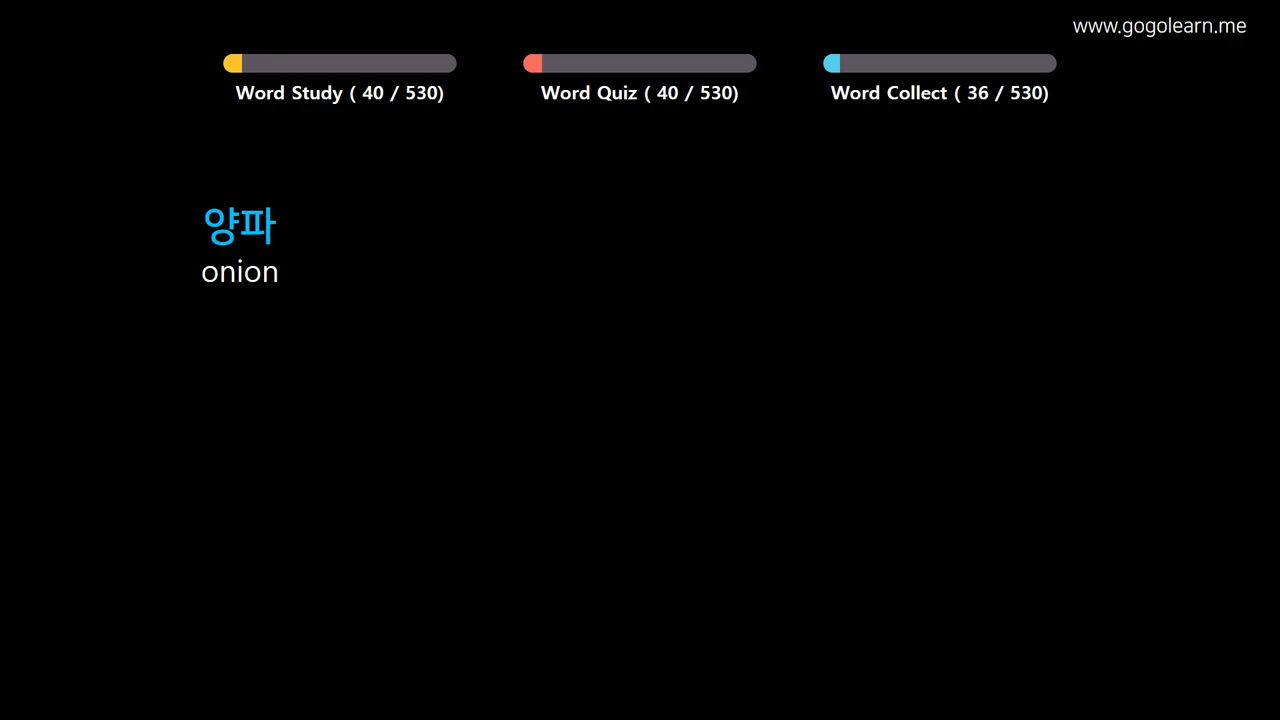 www.gogolearn.me
Word Study ( 40 / 530)
Word Quiz ( 40 / 530)
Word Collect ( 36 / 530)
양파
onion